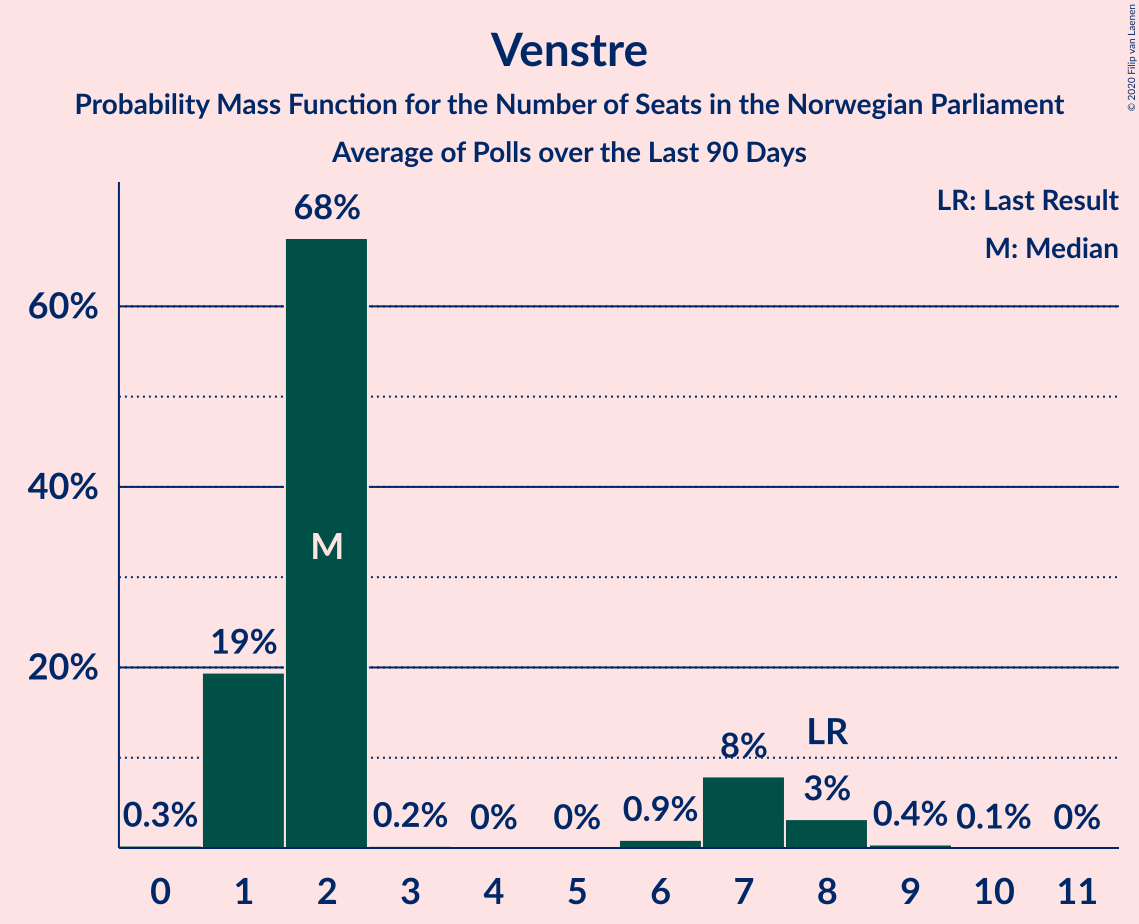 Venstre
Probability Mass Function for the Number of Seats in the Norwegian Parliament
Average of Polls over the Last 90 Days
© 2020 Filip van Laenen
LR: Last Result
M: Median
60%
40%
20%
0.3%
19%
68%
M
0.2%
0%
0%
0.9%
8%
LR
3%
0.4%
0.1%
0%
0 1 2 3 4 5 6 7 8 9 10 11